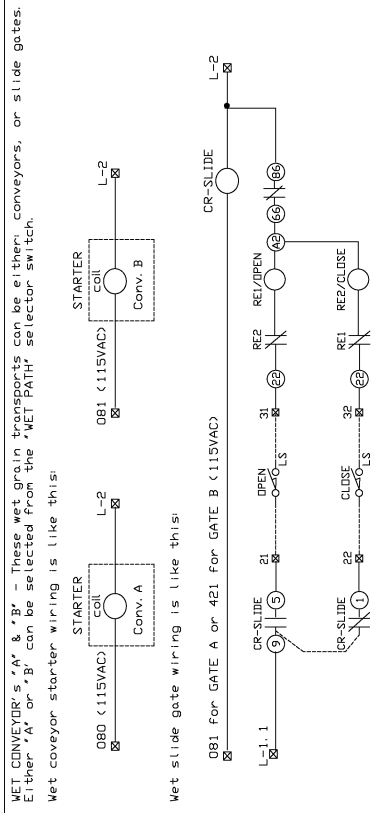 WET CONVEYOR's "A" & "B" - These wet grain transports can be either: conveyors, or slide gates.
Either "A" or "B" can be selected from the "WET PATH" selector switch.
Wet coveyor starter wiring is like this:
STARTER
080 (115VAC)
coil
L-2
Conv. A
STARTER
081 (115VAC)
coil
L-2
Conv. B
Wet slide gate wiring is like this:
081 for GATE A or 421 for GATE B (115VAC)
CR-SLIDE
L-2
L-1.1
CR-SLIDE
9
5
21
OPEN
LS
31
22
RE2
RE1/OPEN
A2
66
86
CR-SLIDE
1
22
CLOSE
LS
32
22
RE1
RE2/CLOSE